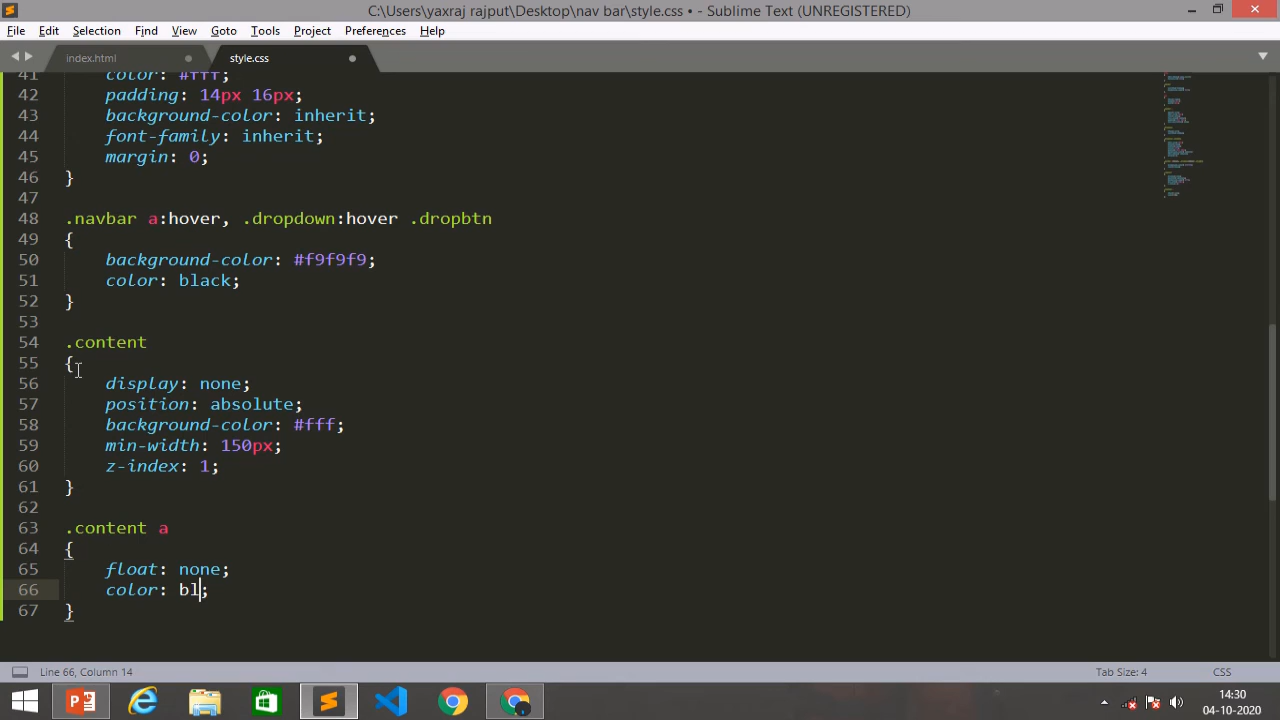 C:\Users\yaxraj rajput\Desktop\nav bar\style.css • - Sublime Text (UNREGISTERED)
File Edit Selection Find View Goto Tools Project Preferences Help
index.html style.css
41 color: #fff;
42 padding: 14px 16px;
43 background-color: inherit;
44 font-family: inherit;
45 margin: 0;
46 }
47
48 .navbar a:hover, .dropdown:hover .dropbtn
49 {
50 background-color: #f9f9f9;
51 color: black;
52 }
53
54 .content
55 {
56 display: none;
57 position: absolute;
58 background-color: #fff;
59 min-width: 150px;
60 z-index: 1;
61 }
62
63 .content a
64 {
65 float: none;
66 color: bl;
67 }
Line 66, Column 14 Tab Size: 4 CSS
14:30
04-10-2020